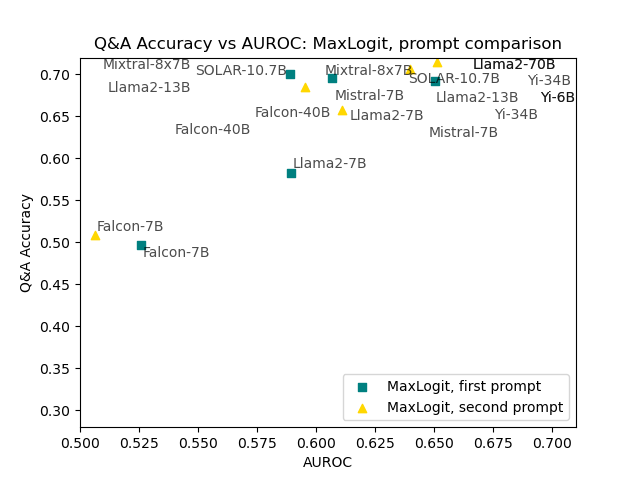 Q&A Accuracy vs AUROC: MaxLogit, prompt comparison
Mixtral-8x7B
SOLAR-10.7B
Mixtral-8x7B
Llama2-70B
SOLAR-10.7B
Yi-34B
Llama2-13B
Mistral-7B
Llama2-13B
Yi-6B
Falcon-40B
Llama2-7B
Yi-34B
Falcon-40B
Mistral-7B
Llama2-7B
Falcon-7B
Falcon-7B
0.70
0.65
0.60
0.55
0.50
0.45
0.40
0.35
0.30
Q&A Accuracy
MaxLogit, first prompt
MaxLogit, second prompt
0.500 0.525 0.550 0.575 0.600 0.625 0.650 0.675 0.700
AUROC